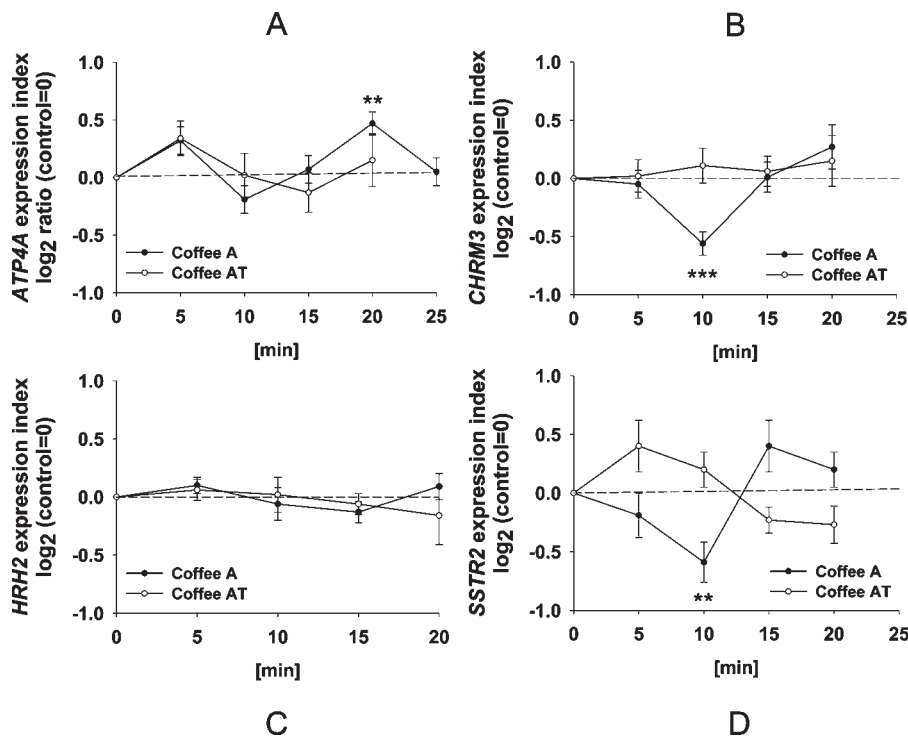 A
ATP4A expression index
log2 ratio (control=0)
1.0
0.5
0.0
-0.5
-1.0
**
Coffee A
Coffee AT
0 5 10 15 20 25
[min]
B
CHRM3 expression index
log2 (control=0)
1.0
0.5
0.0
-0.5
-1.0
***
Coffee A
Coffee AT
0 5 10 15 20 25
[min]
HRH2 expression index
log2 (control=0)
1.0
0.5
0.0
-0.5
-1.0
Coffee A
Coffee AT
0 5 10 15 20
[min]
C
SSTR2 expression index
log2 (control=0)
1.0
0.5
0.0
-0.5
-1.0
**
Coffee A
Coffee AT
0 5 10 15 20 25
[min]
D